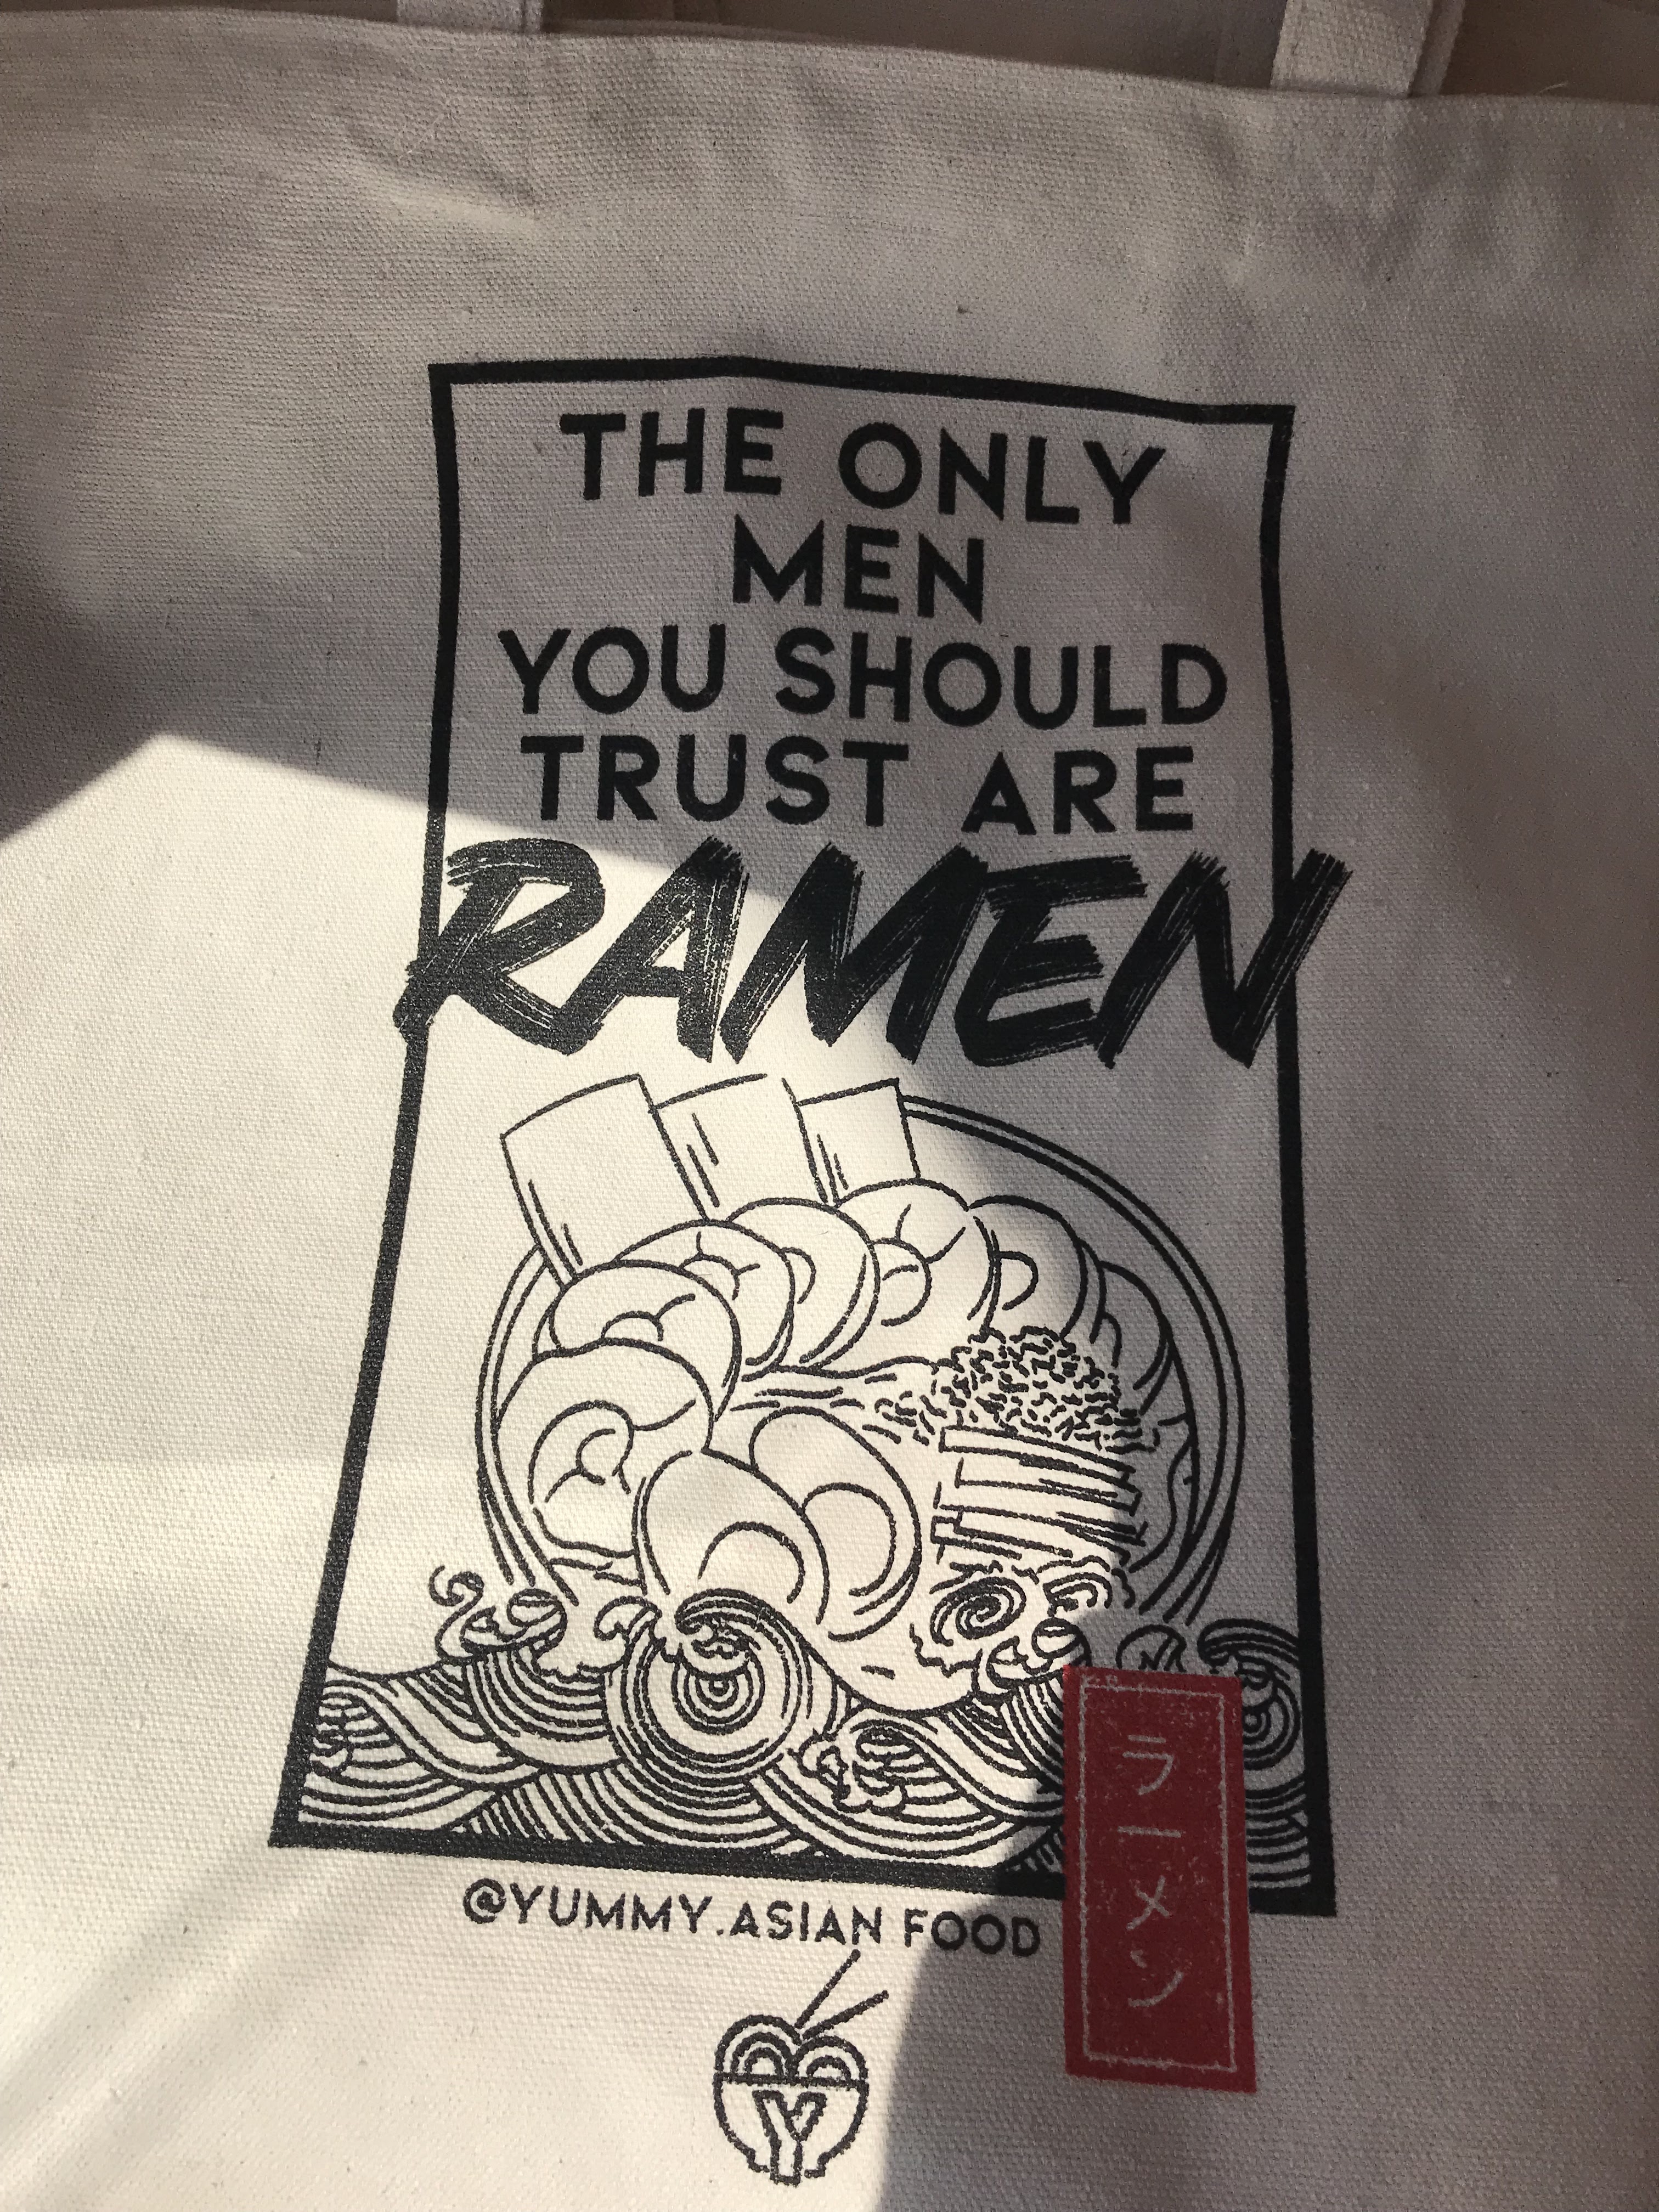 THE ONLY
MEN
YOU SHOULD
TRUST ARE
RAMEN
ラーメン
@YUMMY.ASIAN FOOD
Y